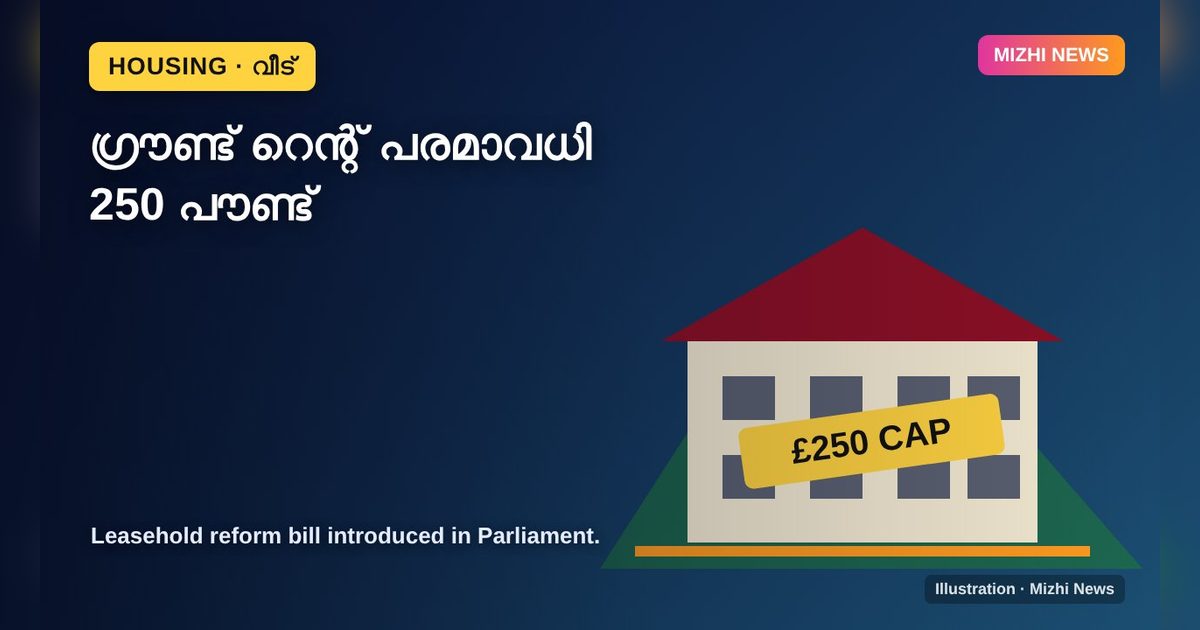 HOUSING · വീട്
MIZHI NEWS
ഗ്രൗണ്ട് റെന്റ് പരമാവധി
250 പൗണ്ട്
£250 CAP
Leasehold reform bill introduced in Parliament.
Illustration · Mizhi News